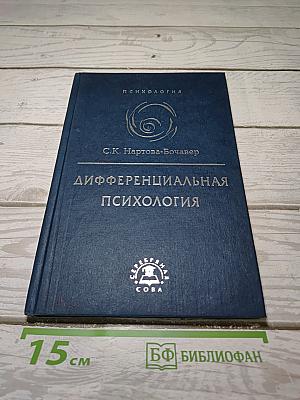 ПСИХОЛОГИЯ
С.К. Нартова-Бочавер
ДИФФЕРЕНЦИАЛЬНАЯ
ПСИХОЛОГИЯ
СЕРЕБРЯНАЯ
СОВА
15 см
БФ БИБЛИОФАН